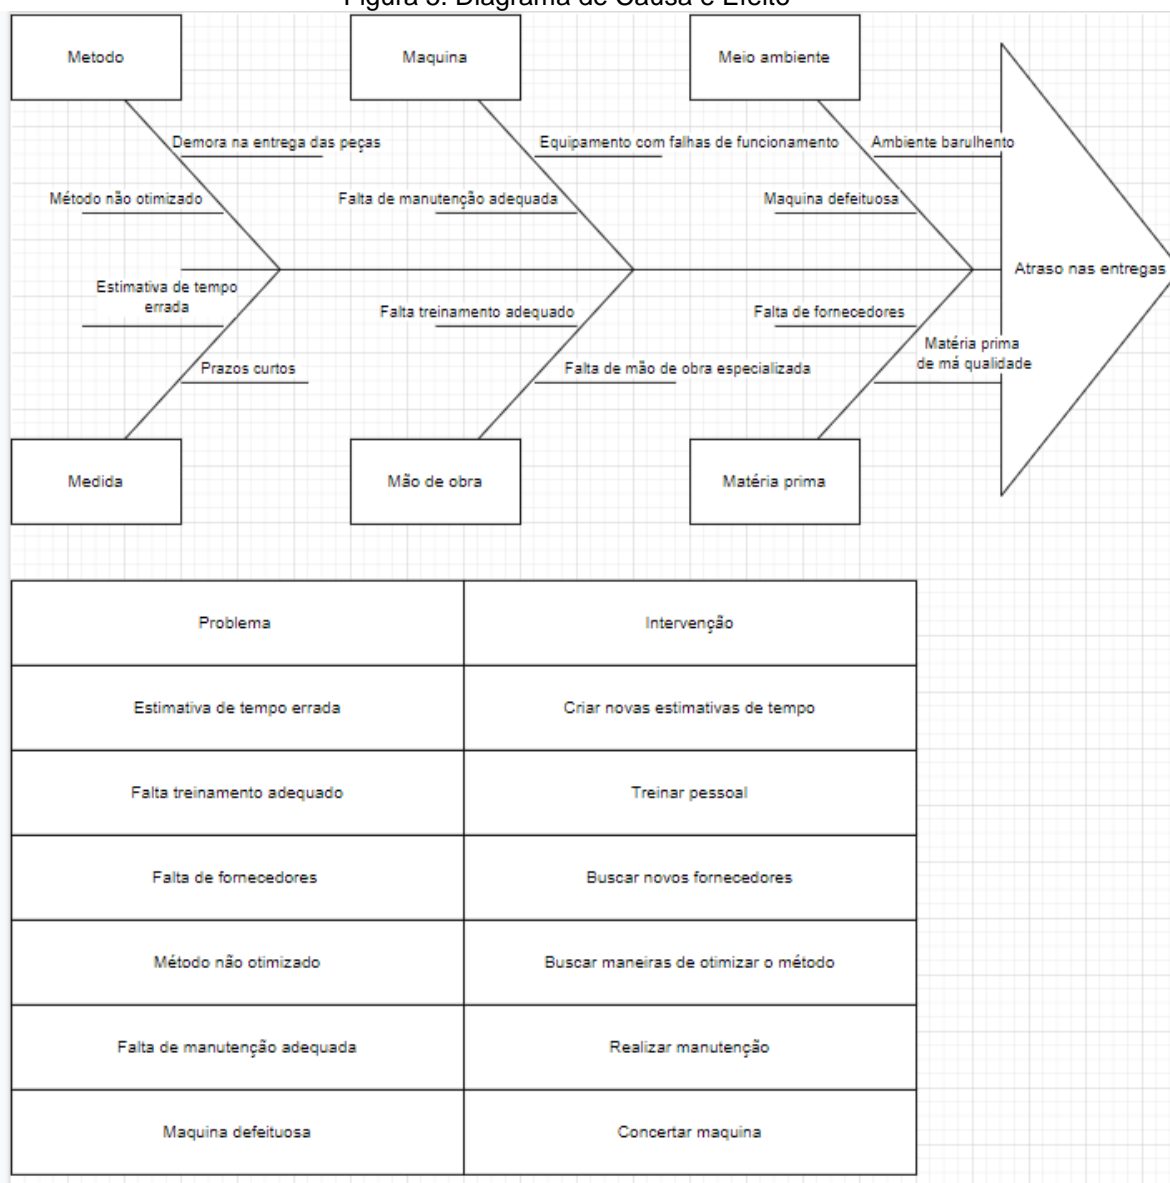 Figura 3: Diagrama de Causa e Efeito
Metodo
Maquina
Meio ambiente
Demora na entrega das peças
Equipamento com falhas de funcionamento
Ambiente barulhento
Método não otimizado
Falta de manutenção adequada
Maquina defeituosa
Atraso nas entregas
Estimativa de tempo
errada
Falta treinamento adequado
Falta de fornecedores
Matéria prima
de má qualidade
Prazos curtos
Falta de mão de obra especializada
Medida
Mão de obra
Matéria prima
Problema
Intervenção
Estimativa de tempo errada
Criar novas estimativas de tempo
Falta treinamento adequado
Treinar pessoal
Falta de fornecedores
Buscar novos fornecedores
Método não otimizado
Buscar maneiras de otimizar o método
Falta de manutenção adequada
Realizar manutenção
Maquina defeituosa
Concertar maquina